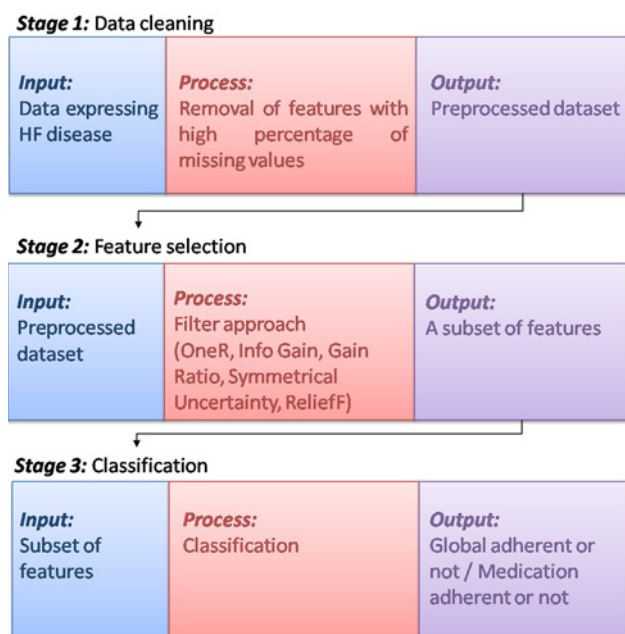 Stage 1: Data cleaning
Input:
Data expressing
HF disease
Process:
Removal of features with
high percentage of
missing values
Output:
Preprocessed dataset
Stage 2: Feature selection
Input:
Preprocessed
dataset
Process:
Filter approach
(OneR, Info Gain, Gain
Ratio, Symmetrical
Uncertainty, ReliefF)
Output:
A subset of features
Stage 3: Classification
Input:
Subset of
features
Process:
Classification
Output:
Global adherent or
not / Medication
adherent or not